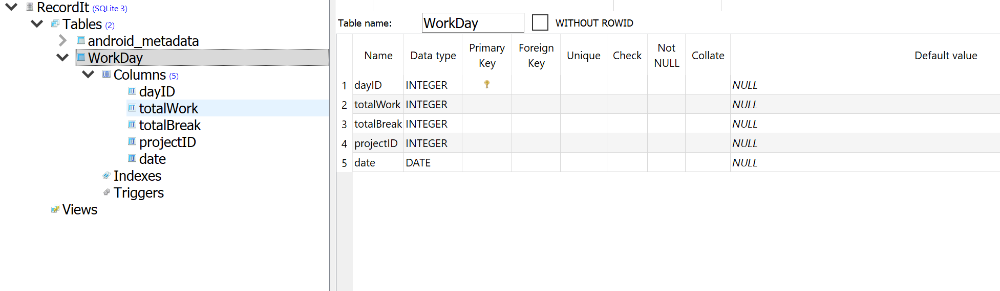 RecordIt (SQLite 3)
Tables (2)
android_metadata
WorkDay
Columns (5)
dayID
totalWork
totalBreak
projectID
date
Indexes
Triggers
Views
Table name: WorkDay WITHOUT ROWID
Name Data type Primary Key Foreign Key Unique Check Not NULL Collate Default value
1 dayID INTEGER NULL
2 totalWork INTEGER NULL
3 totalBreak INTEGER NULL
4 projectID INTEGER NULL
5 date DATE NULL